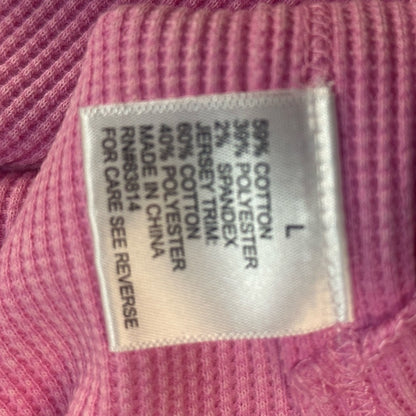 L
59% COTTON
39% POLYESTER
2% SPANDEX
JERSEY TRIM:
60% COTTON
40% POLYESTER
MADE IN CHINA
RN#63814
FOR CARE SEE REVERSE